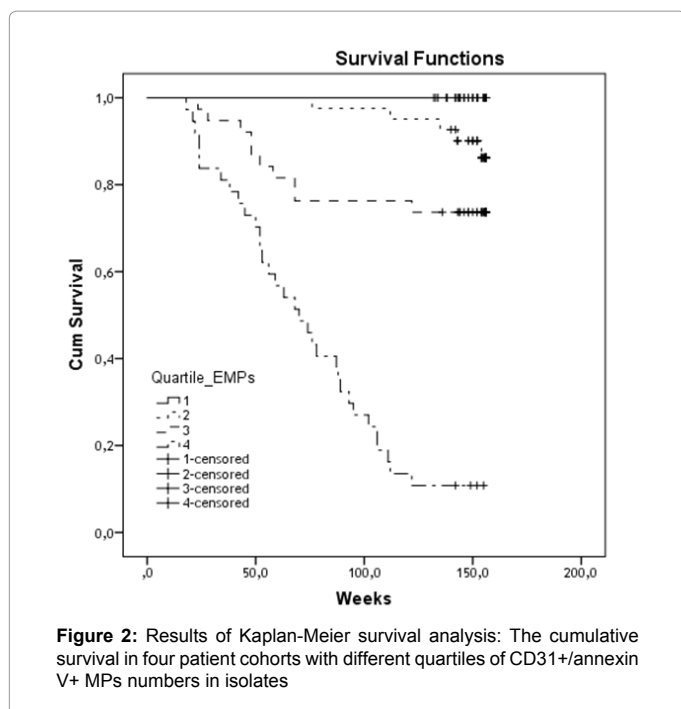 Survival Functions
1,0
0,8
0,6
0,4
0,2
0,0
Cum Survival
Quartile_EMPs
1
2
3
4
1-censored
2-censored
3-censored
4-censored
,0
50,0
100,0
150,0
200,0
Weeks
Figure 2: Results of Kaplan-Meier survival analysis: The cumulative
survival in four patient cohorts with different quartiles of CD31+/annexin
V+ MPs numbers in isolates